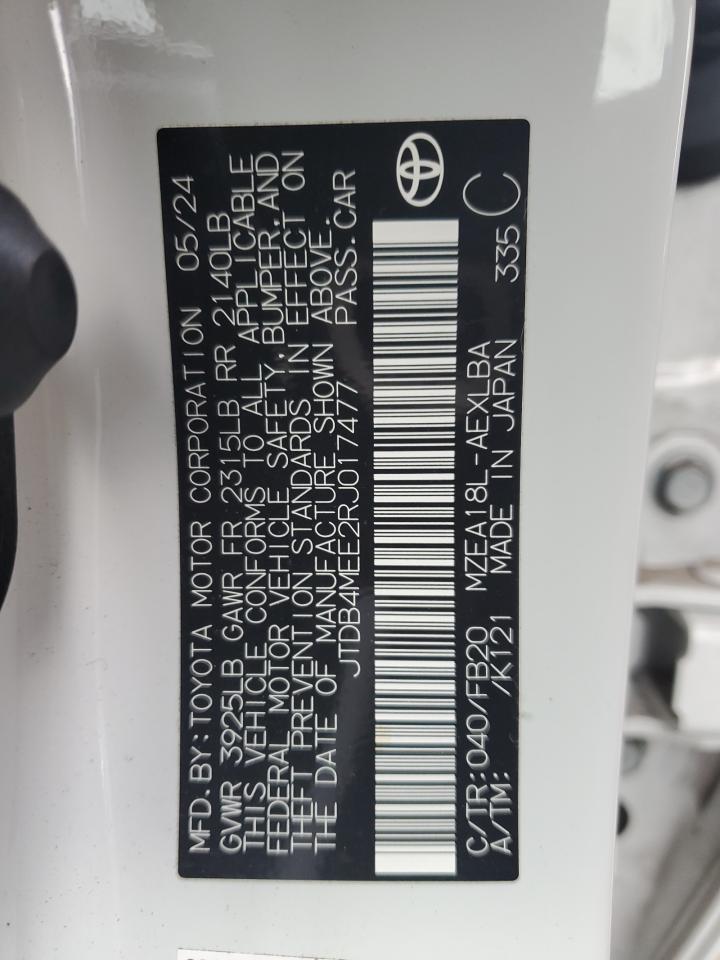 MFD.BY:TOYOTA MOTOR CORPORATION 05/24
GVWR 3925LB GAWR FR 2315LB RR 2140LB
THIS VEHICLE CONFORMS TO ALL APPLICABLE
FEDERAL MOTOR VEHICLE SAFETY,BUMPER,AND
THEFT PREVENTION STANDARDS IN EFFECT ON
THE DATE OF MANUFACTURE SHOWN ABOVE.
JTDB4MEE2RJ017477 PASS.CAR
C/TR:040/FB20 MZEA18L-AEXLBA
A/TM: /K121 MADE IN JAPAN 335 C